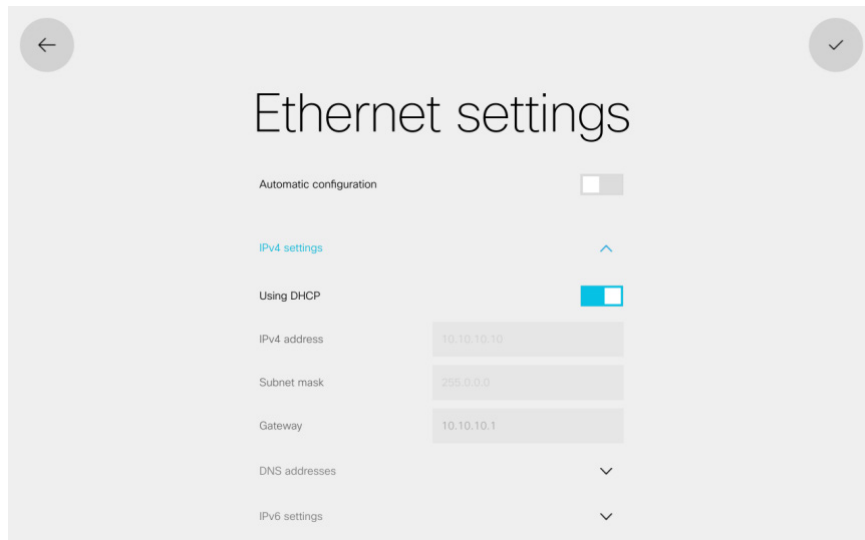 Ethernet settings
Automatic configuration
IPv4 settings
Using DHCP
IPv4 address 10.10.10.10
Subnet mask 255.0.0.0
Gateway 10.10.10.1
DNS addresses
IPv6 settings